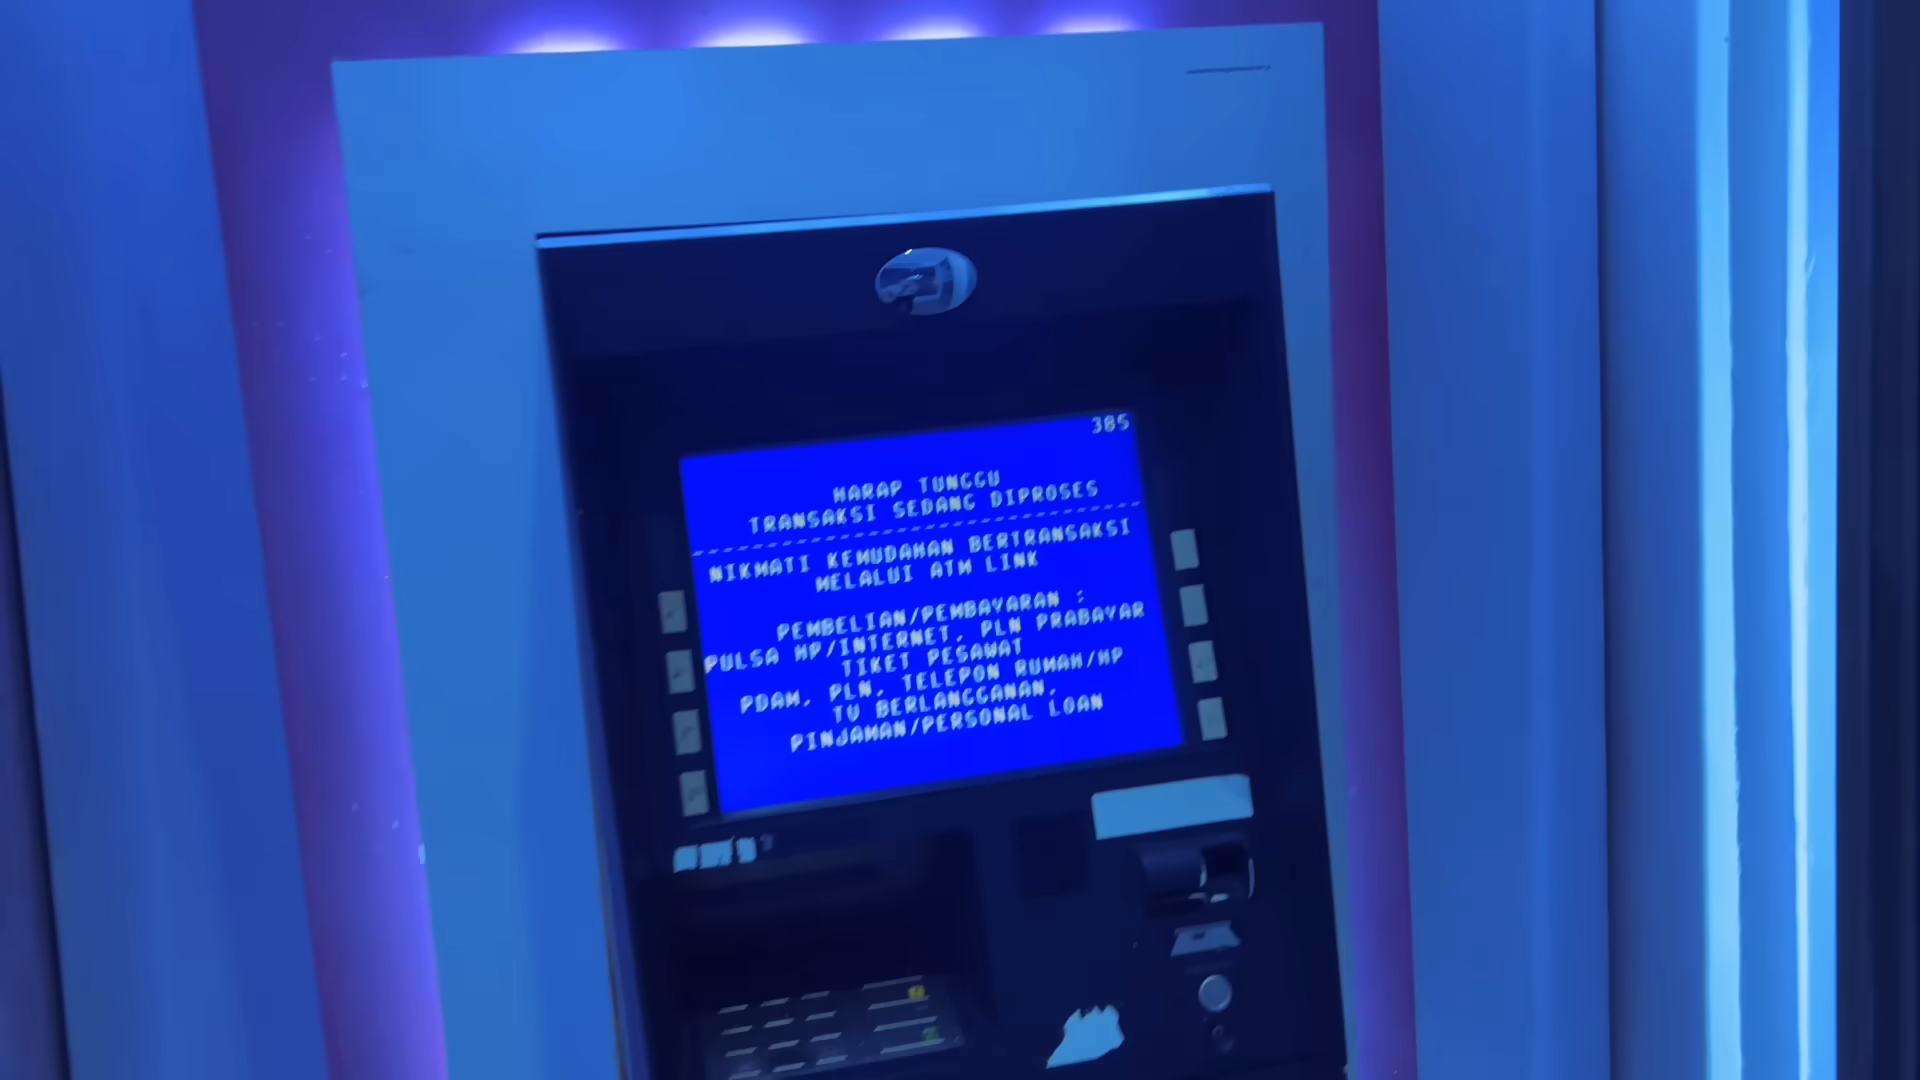 385
HARAP TUNGGU
TRANSAKSI SEDANG DIPROSES
--------------------------------
NIKMATI KEMUDAHAN BERTRANSAKSI
MELALUI ATM LINK
PEMBELIAN/PEMBAYARAN :
PULSA HP/INTERNET, PLN PRABAYAR
TIKET PESAWAT
PDAM, PLN, TELEPON RUMAH/HP
TV BERLANGGANAN,
PINJAMAN/PERSONAL LOAN